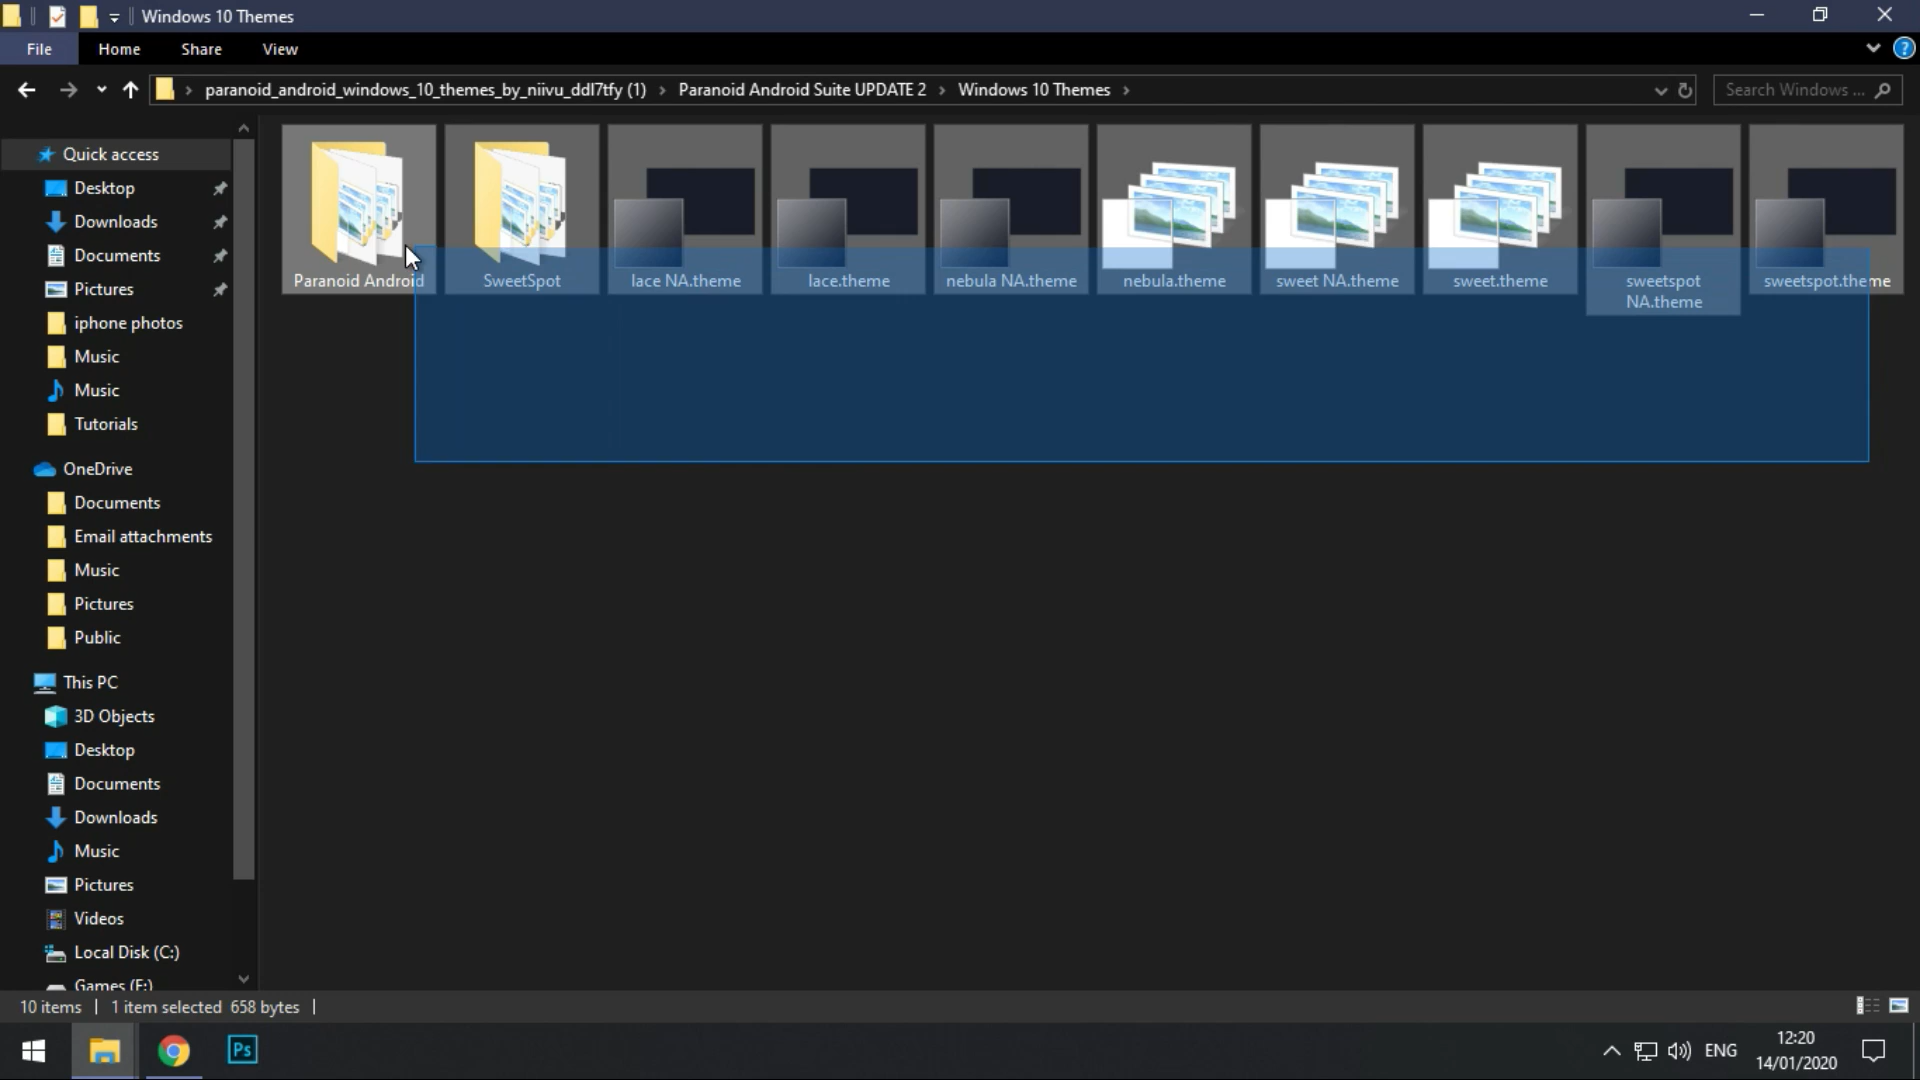 Windows 10 Themes
File Home Share View
paranoid_android_windows_10_themes_by_niivu_ddl7tfy (1) Paranoid Android Suite UPDATE 2 Windows 10 Themes
Search Windows ...
Quick access
Desktop
Downloads
Documents
Pictures
iphone photos
Music
Music
Tutorials
OneDrive
Documents
Email attachments
Music
Pictures
Public
This PC
3D Objects
Desktop
Documents
Downloads
Music
Pictures
Videos
Local Disk (C:)
Games (F:)
Paranoid Android
SweetSpot
lace NA.theme
lace.theme
nebula NA.theme
nebula.theme
sweet NA.theme
sweet.theme
sweetspot
NA.theme
sweetspot.theme
10 items 1 item selected 658 bytes
Ps
ENG
12:20
14/01/2020